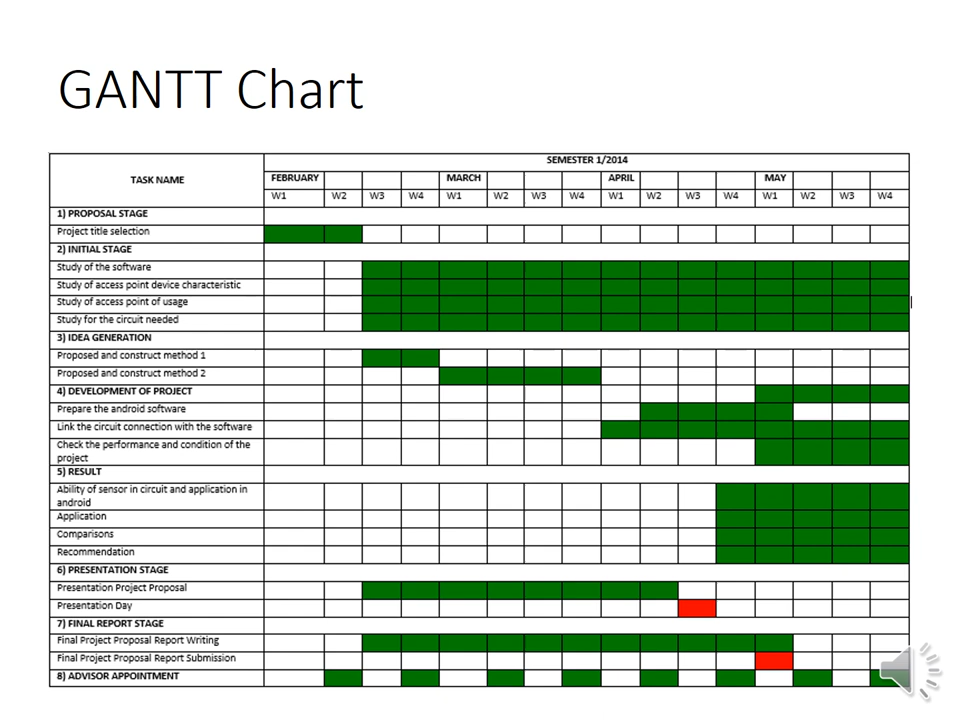 GANTT Chart
TASK NAME
SEMESTER 1/2014
FEBRUARY MARCH APRIL MAY
W1 W2 W3 W4 W1 W2 W3 W4 W1 W2 W3 W4 W1 W2 W3 W4
1) PROPOSAL STAGE
Project title selection
2) INITIAL STAGE
Study of the software
Study of access point device characteristic
Study of access point of usage
Study for the circuit needed
3) IDEA GENERATION
Proposed and construct method 1
Proposed and construct method 2
4) DEVELOPMENT OF PROJECT
Prepare the android software
Link the circuit connection with the software
Check the performance and condition of the
project
5) RESULT
Ability of sensor in circuit and application in
android
Application
Comparisons
Recommendation
6) PRESENTATION STAGE
Presentation Project Proposal
Presentation Day
7) FINAL REPORT STAGE
Final Project Proposal Report Writing
Final Project Proposal Report Submission
8) ADVISOR APPOINTMENT